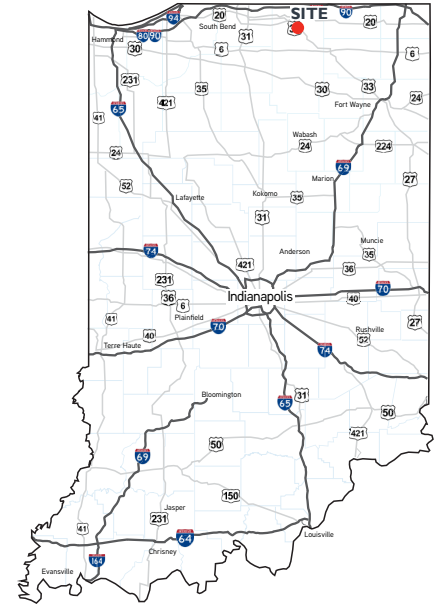 SITE
94
20
90
20
South Bend
Hammond
80
90
31
30
6
6
3
231
35
30
33
421
Fort Wayne
24
65
41
Wabash
24
224
24
69
Marion
27
52
Kokomo
35
Lafayette
31
Muncie
Anderson
35
74
421
36
231
70
36
6
Indianapolis
40
41
Plainfield
70
27
40
Rushville
52
Terre Haute
74
Bloomington
31
65
50
421
50
69
150
Jasper
231
41
64
Louisville
Chrisney
164
Evansville